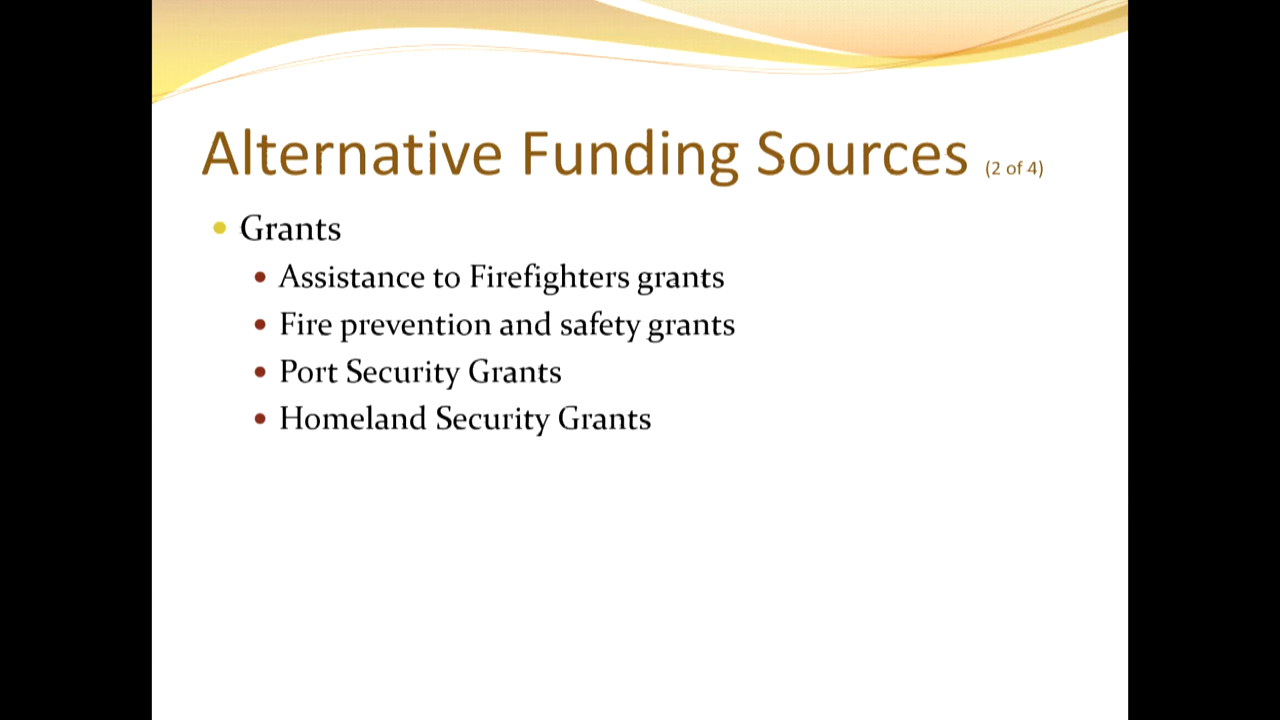 Alternative Funding Sources (2 of 4)
Grants
Assistance to Firefighters grants
Fire prevention and safety grants
Port Security Grants
Homeland Security Grants